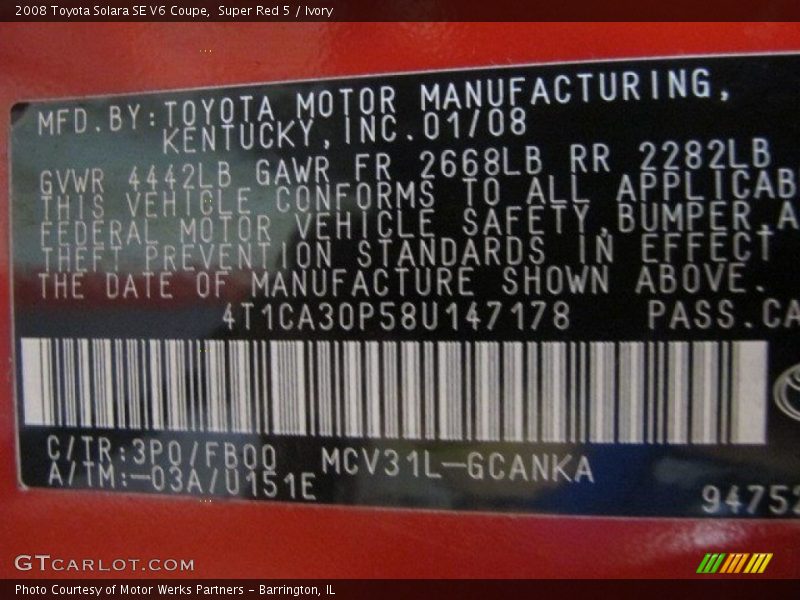 2008 Toyota Solara SE V6 Coupe, Super Red 5 / Ivory
MFD.BY:TOYOTA MOTOR MANUFACTURING,
KENTUCKY,INC.01/08
GVWR 4442LB GAWR FR 2668LB RR 2282LB
THIS VEHICLE CONFORMS TO ALL APPLICAB
FEDERAL MOTOR VEHICLE SAFETY,BUMPER,A
THEFT PREVENTION STANDARDS IN EFFECT
THE DATE OF MANUFACTURE SHOWN ABOVE.
4T1CA30P58U147178 PASS.CA
C/TR:3P0/FB00 MCV31L-GCANKA
A/TM:-03A/U151E
94752
GTCARLOT.COM
Photo Courtesy of Motor Werks Partners - Barrington, IL